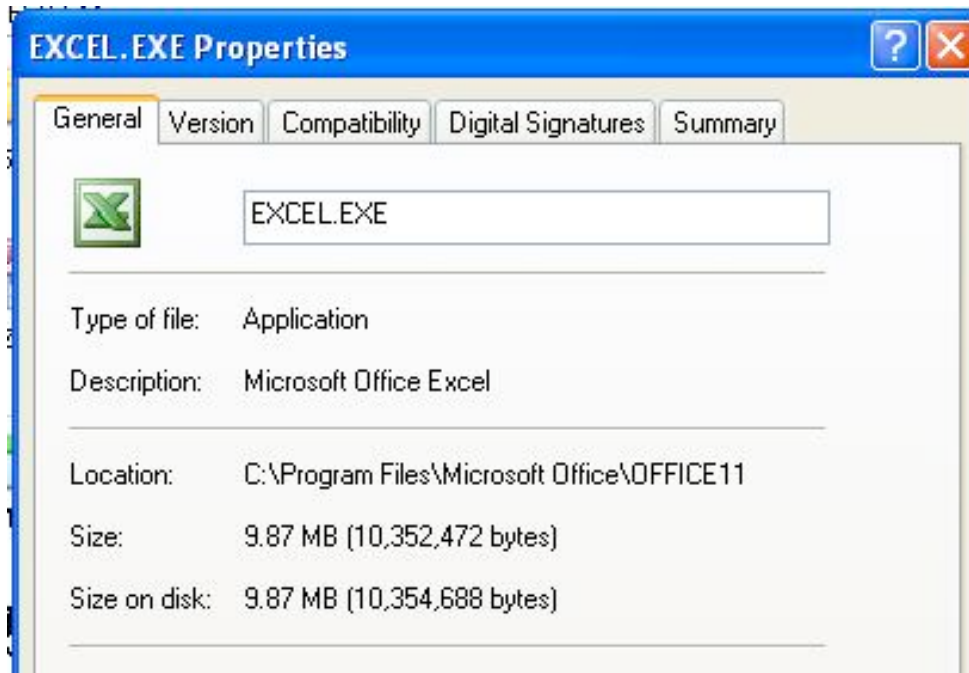 EXCEL.EXE Properties
General Version Compatibility Digital Signatures Summary
EXCEL.EXE
Type of file: Application
Description: Microsoft Office Excel
Location: C:\Program Files\Microsoft Office\OFFICE11
Size: 9.87 MB (10,352,472 bytes)
Size on disk: 9.87 MB (10,354,688 bytes)